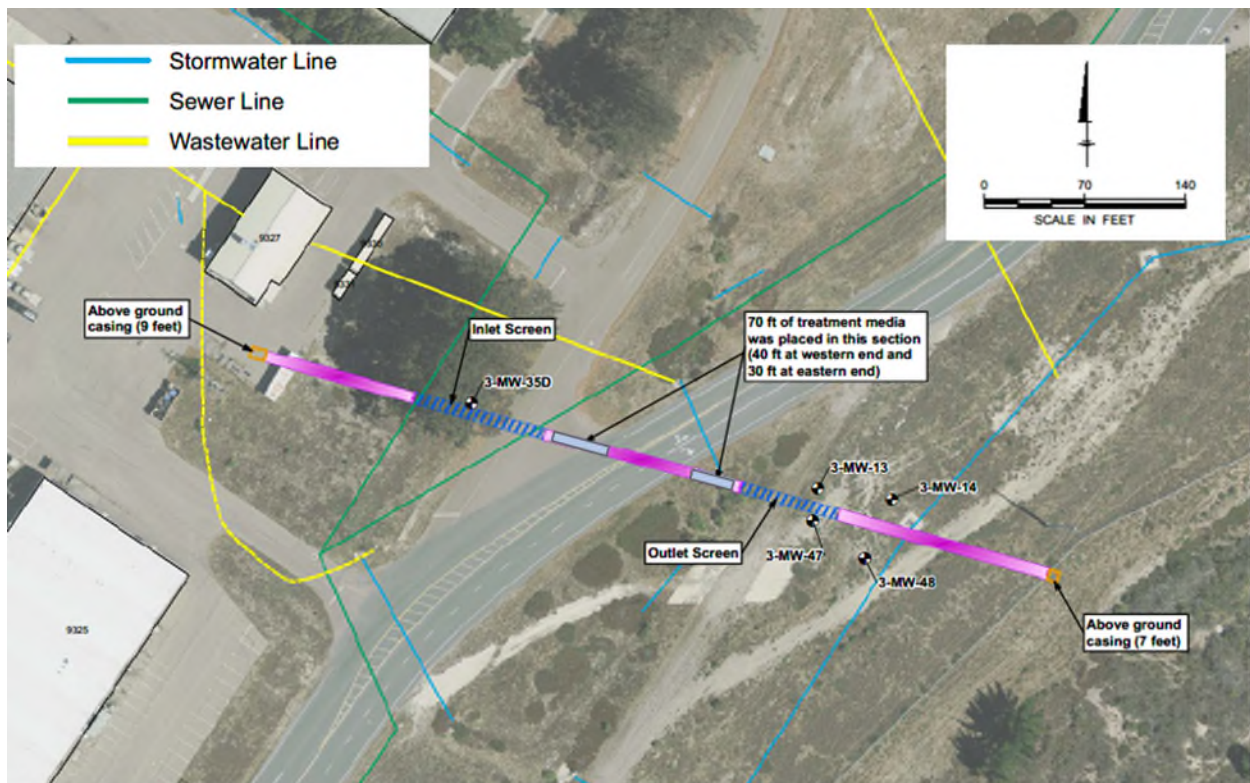 Stormwater Line
Sewer Line
Wastewater Line
0
70
140
SCALE IN FEET
9327
Above ground
casing (9 feet)
Inlet Screen
70 ft of treatment media
was placed in this section
(40 ft at western end and
30 ft at eastern end)
3-MW-35D
3-MW-13
3-MW-14
Outlet Screen
3-MW-47
3-MW-48
9325
Above ground
casing (7 feet)